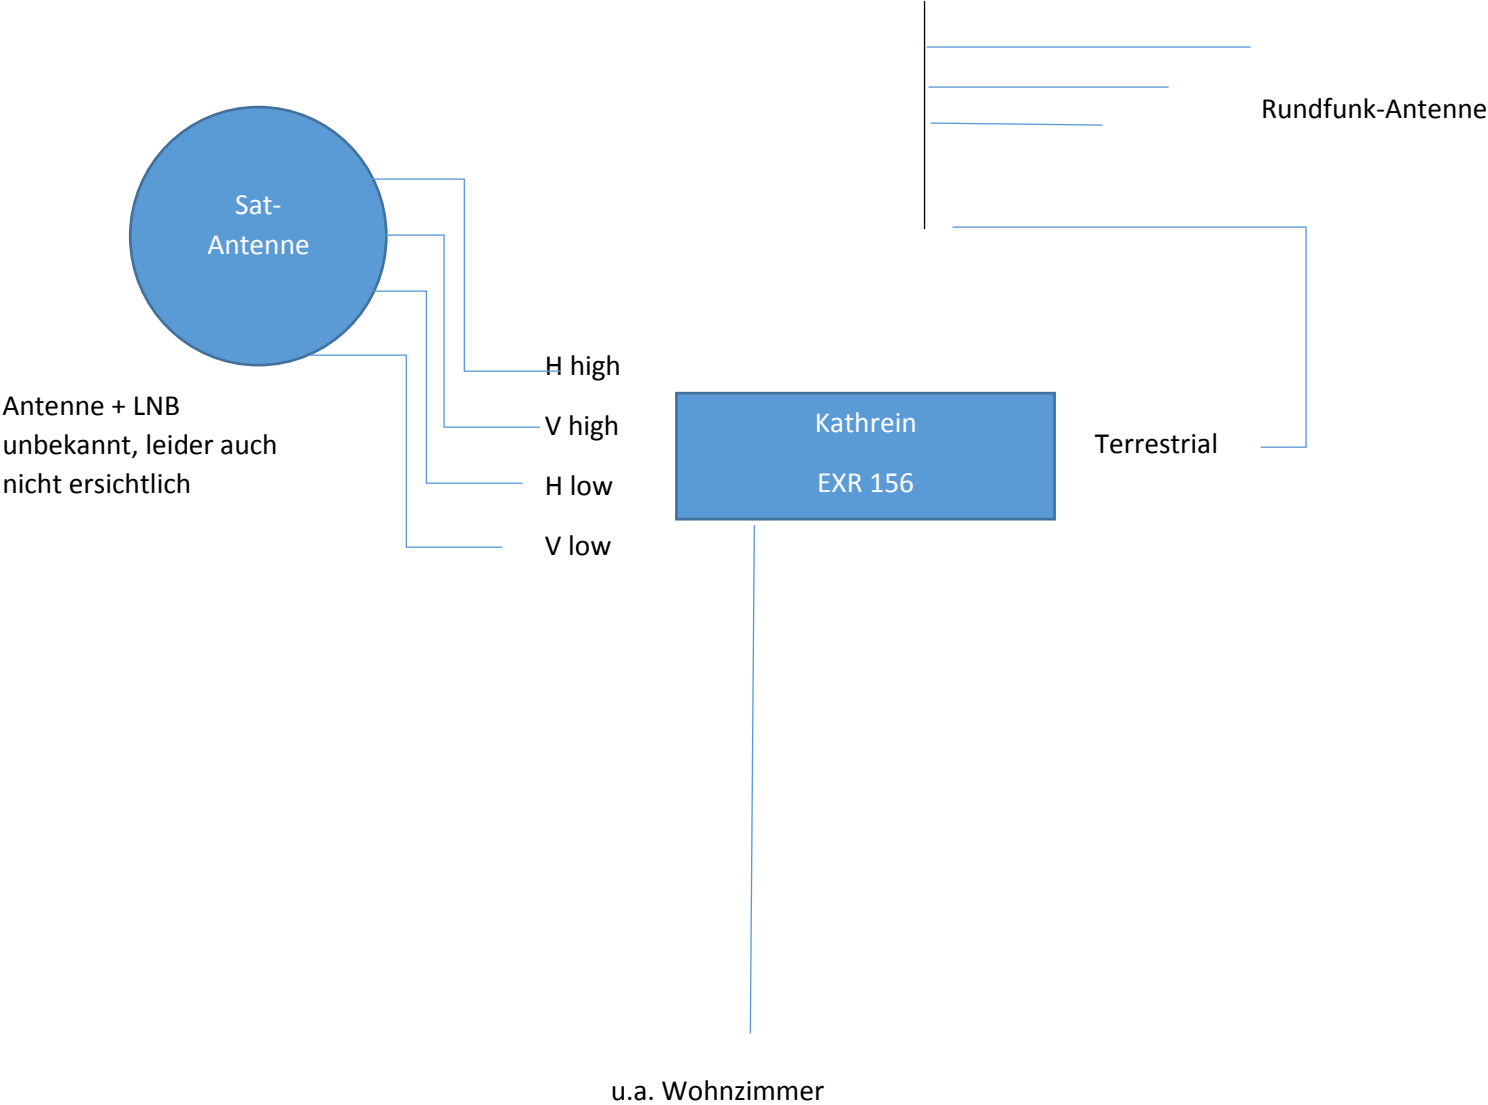 Rundfunk-Antenne
Sat-
Antenne
H high
V high
H low
V low
Antenne + LNB
unbekannt, leider auch
nicht ersichtlich
Kathrein
EXR 156
Terrestrial
u.a. Wohnzimmer